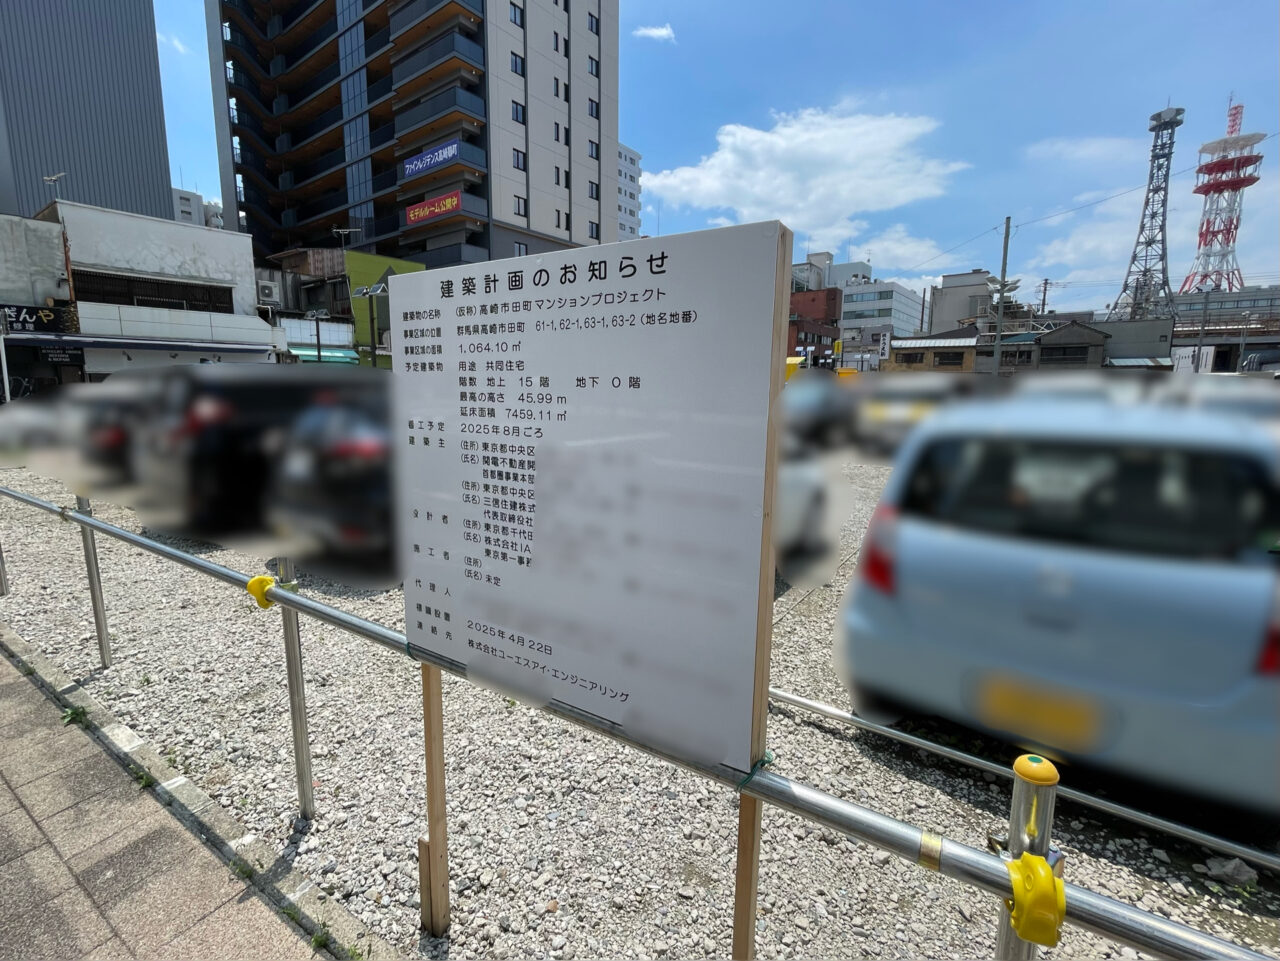 ファインレジデンス高崎田町
モデルルーム公開中
建築計画のお知らせ
建築物の名称 (仮称)高崎市田町マンションプロジェクト
事業区域の位置 群馬県高崎市田町 61-1,62-1,63-1,63-2(地名地番)
事業区域の面積 1,064.10㎡
予定建築物 用途 共同住宅
階数 地上 15 階 地下 0 階
最高の高さ 45.99m
延床面積 7459.11㎡
着工予定 2025年8月ごろ
建築主 (住所)東京都中央区
(氏名)関電不動産開
首都圏事業本部
(住所)東京都中央区
(氏名)三信住建株式
代表取締役社
設計者 (住所)東京都千代田
(氏名)株式会社IA
東京第一事務
施工者 (住所)
(氏名)未定
代理人
標識設置 2025年4月22日
連絡先 株式会社ユーエスアイ・エンジニアリング